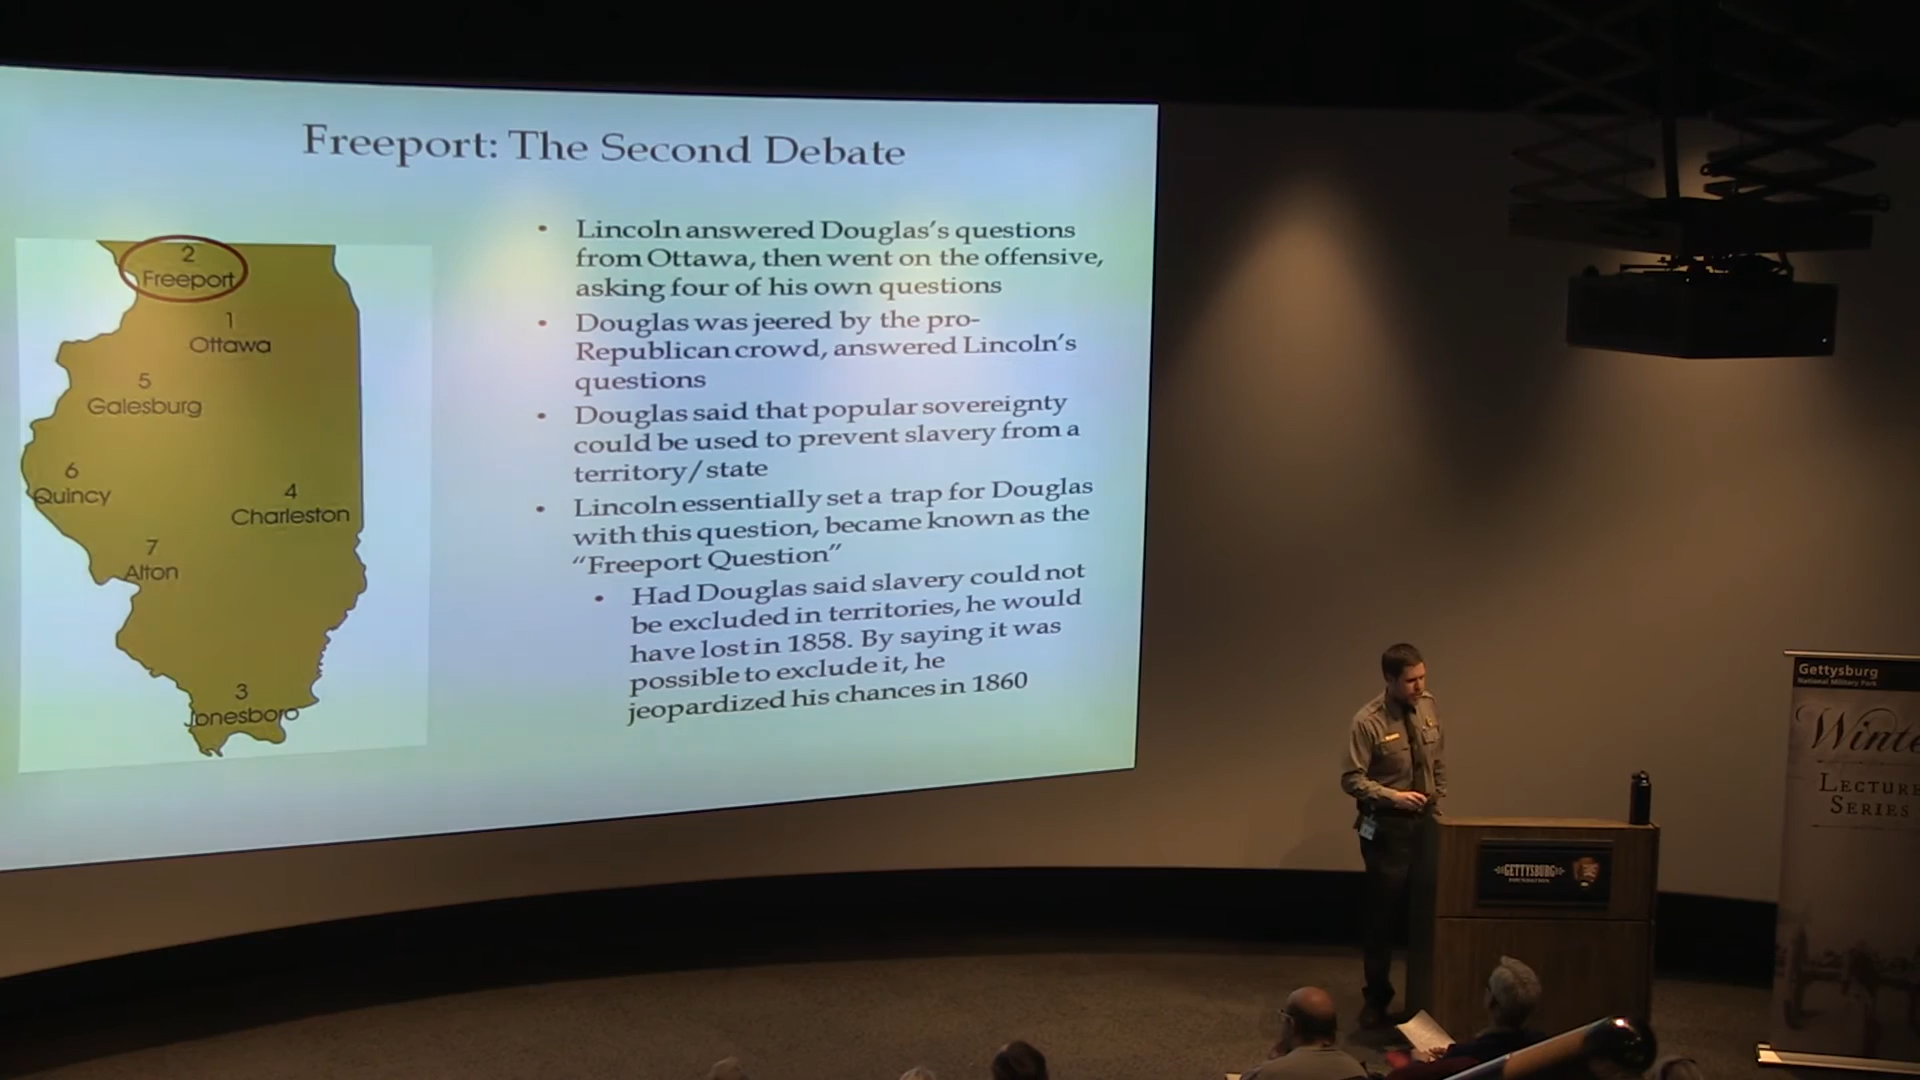 Freeport: The Second Debate
2
Freeport
1
Ottawa
5
Galesburg
6
Quincy
4
Charleston
7
Alton
3
Jonesboro
• Lincoln answered Douglas's questions
from Ottawa, then went on the offensive,
asking four of his own questions
• Douglas was jeered by the pro-
Republican crowd, answered Lincoln's
questions
• Douglas said that popular sovereignty
could be used to prevent slavery from a
territory/state
• Lincoln essentially set a trap for Douglas
with this question, became known as the
"Freeport Question"
• Had Douglas said slavery could not
be excluded in territories, he would
have lost in 1858. By saying it was
possible to exclude it, he
jeopardized his chances in 1860
GETTYSBURG
FOUNDATION
Gettysburg
National Military Park
Winte
LECTURE
SERIES